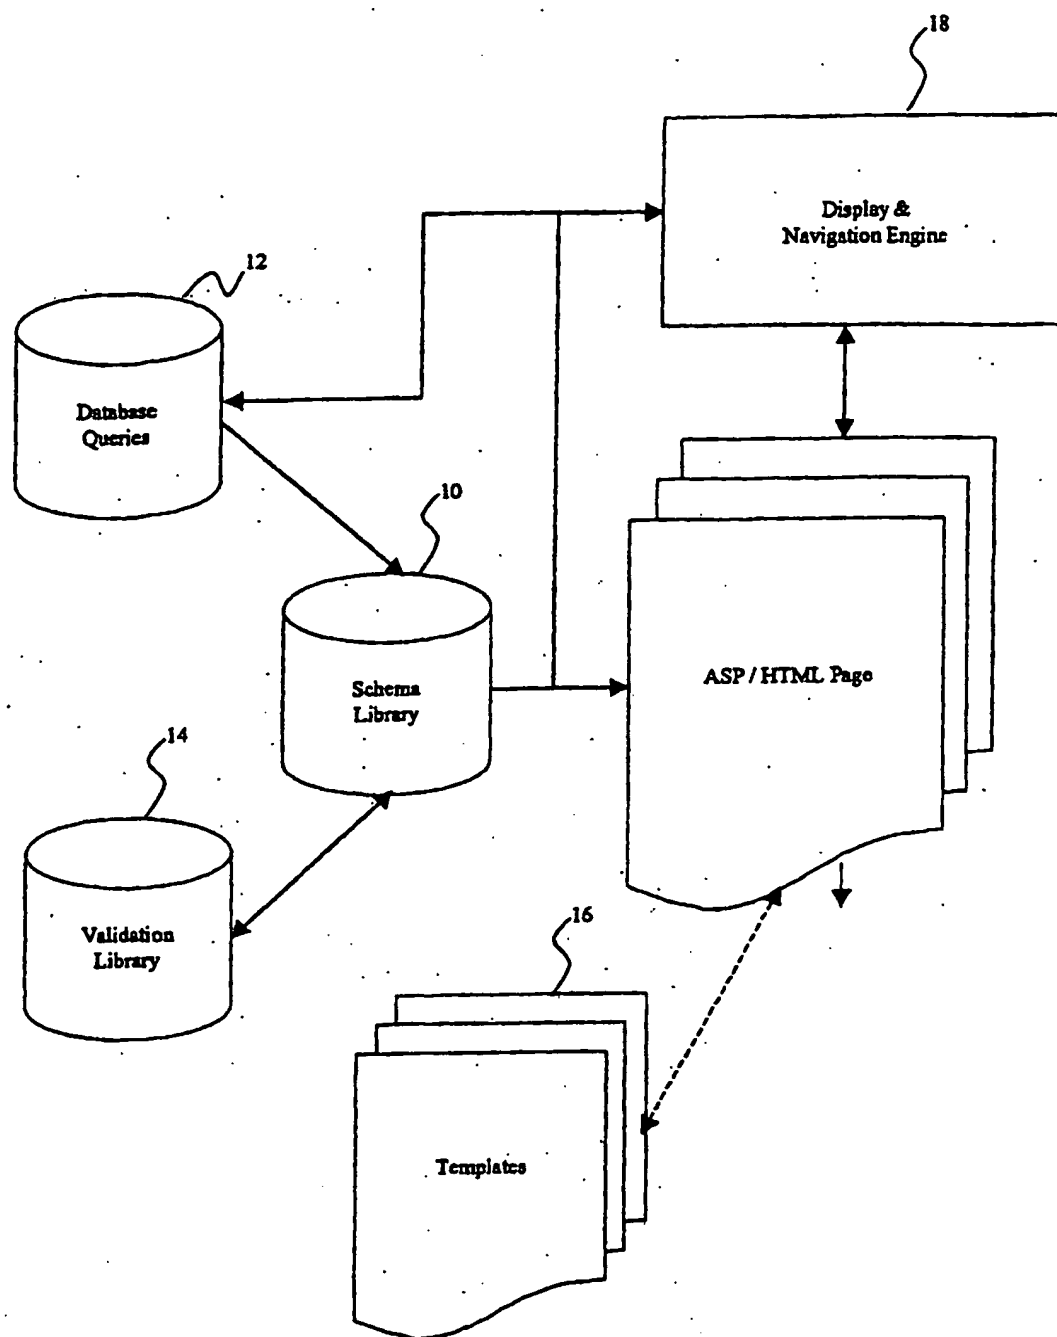 18
Display &
Navigation Engine
12
Database
Queries
10
Schema
Library
ASP / HTML Page
14
Validation
Library
16
Templates